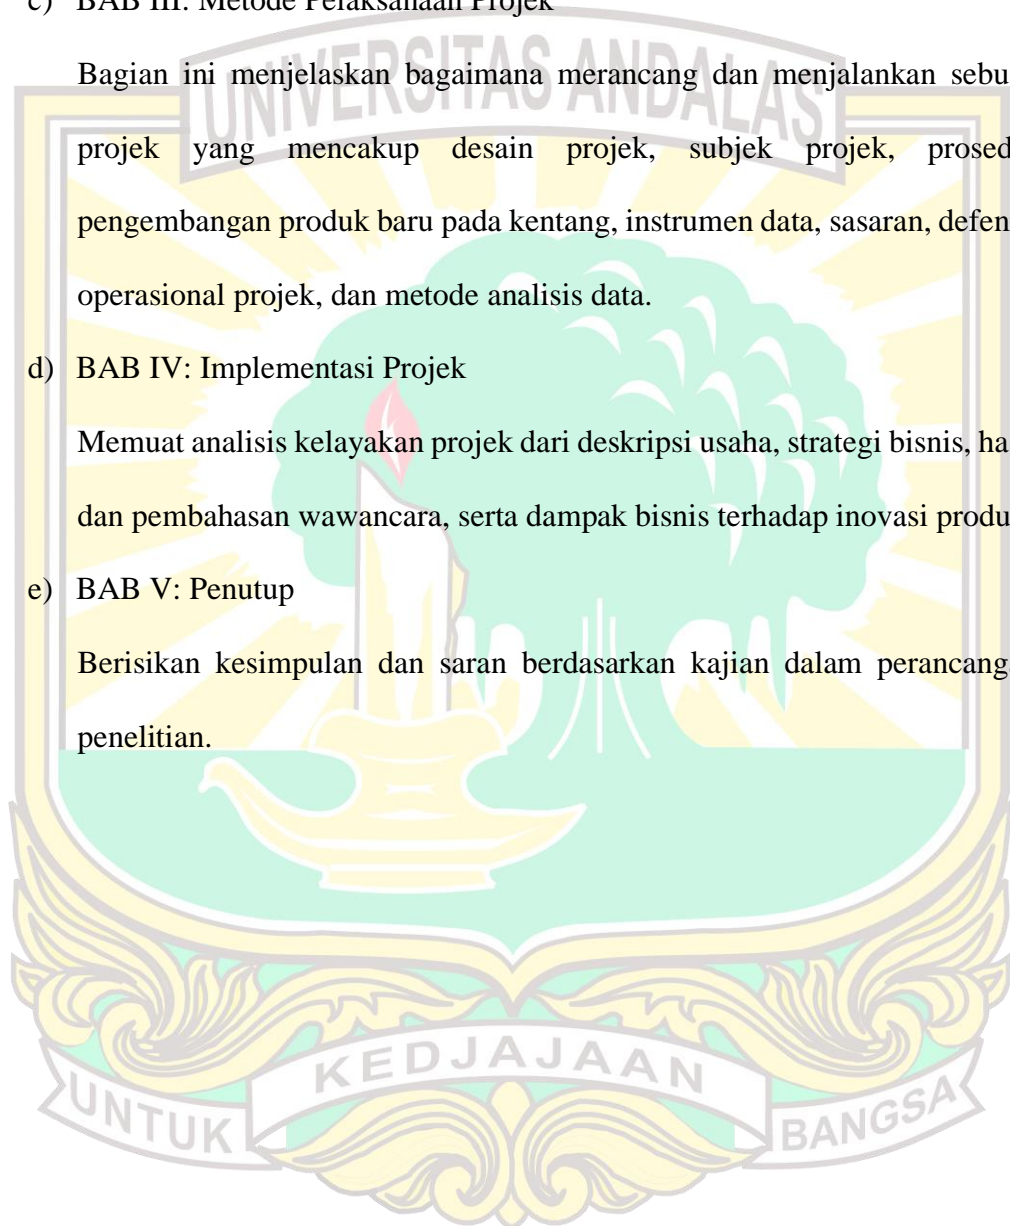 c) BAB III: Metode Pelaksanaan Projek
UNIVERSITAS ANDALAS
Bagian ini menjelaskan bagaimana merancang dan menjalankan sebu
projek yang mencakup desain projek, subjek projek, prosed
pengembangan produk baru pada kentang, instrumen data, sasaran, defen
operasional projek, dan metode analisis data.
d) BAB IV: Implementasi Projek
Memuat analisis kelayakan projek dari deskripsi usaha, strategi bisnis, ha
dan pembahasan wawancara, serta dampak bisnis terhadap inovasi produ
e) BAB V: Penutup
Berisikan kesimpulan dan saran berdasarkan kajian dalam perancang
penelitian.
UNTUK KEDJAJAAN BANGSA